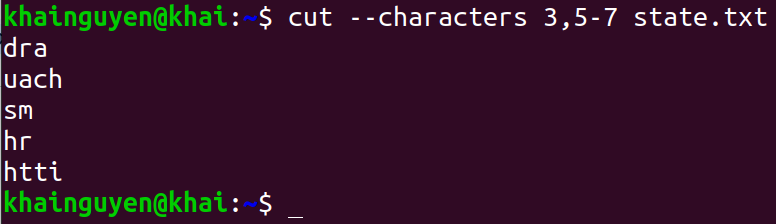 khainguyen@khai:~$ cut --characters 3,5-7 state.txt
dra
uach
sm
hr
htti
khainguyen@khai:~$ _